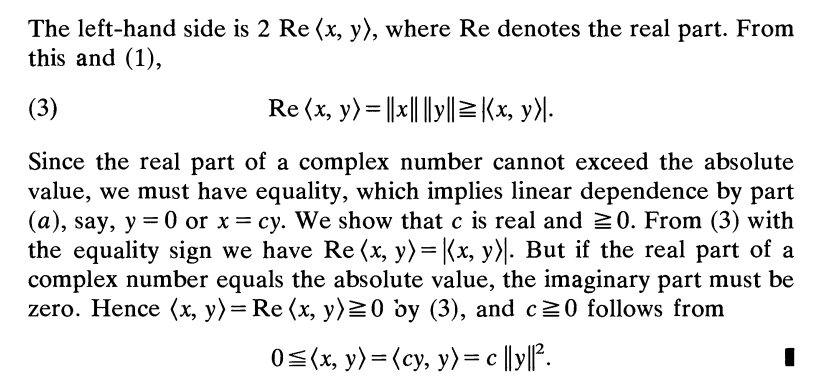 The left-hand side is 2 Re ⟨x, y⟩, where Re denotes the real part. From
this and (1),
(3) Re ⟨x, y⟩ = ‖x‖ ‖y‖ ≧ |⟨x, y⟩|.
Since the real part of a complex number cannot exceed the absolute
value, we must have equality, which implies linear dependence by part
(a), say, y = 0 or x = cy. We show that c is real and ≧ 0. From (3) with
the equality sign we have Re ⟨x, y⟩ = |⟨x, y⟩|. But if the real part of a
complex number equals the absolute value, the imaginary part must be
zero. Hence ⟨x, y⟩ = Re ⟨x, y⟩ ≧ 0 by (3), and c ≧ 0 follows from
0 ≦ ⟨x, y⟩ = ⟨cy, y⟩ = c ‖y‖². ▮